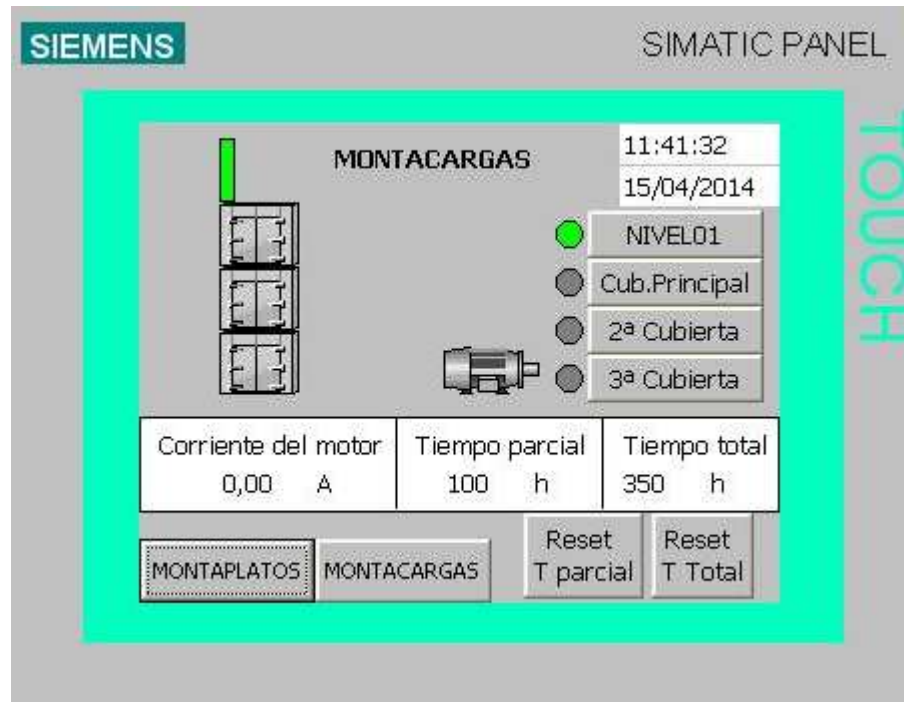 SIEMENS
SIMATIC PANEL
TOUCH
MONTACARGAS
11:41:32
15/04/2014
NIVEL01
Cub.Principal
2ª Cubierta
3ª Cubierta
Corriente del motor
0,00 A
Tiempo parcial
100 h
Tiempo total
350 h
MONTAPLATOS
MONTACARGAS
Reset
T parcial
Reset
T Total